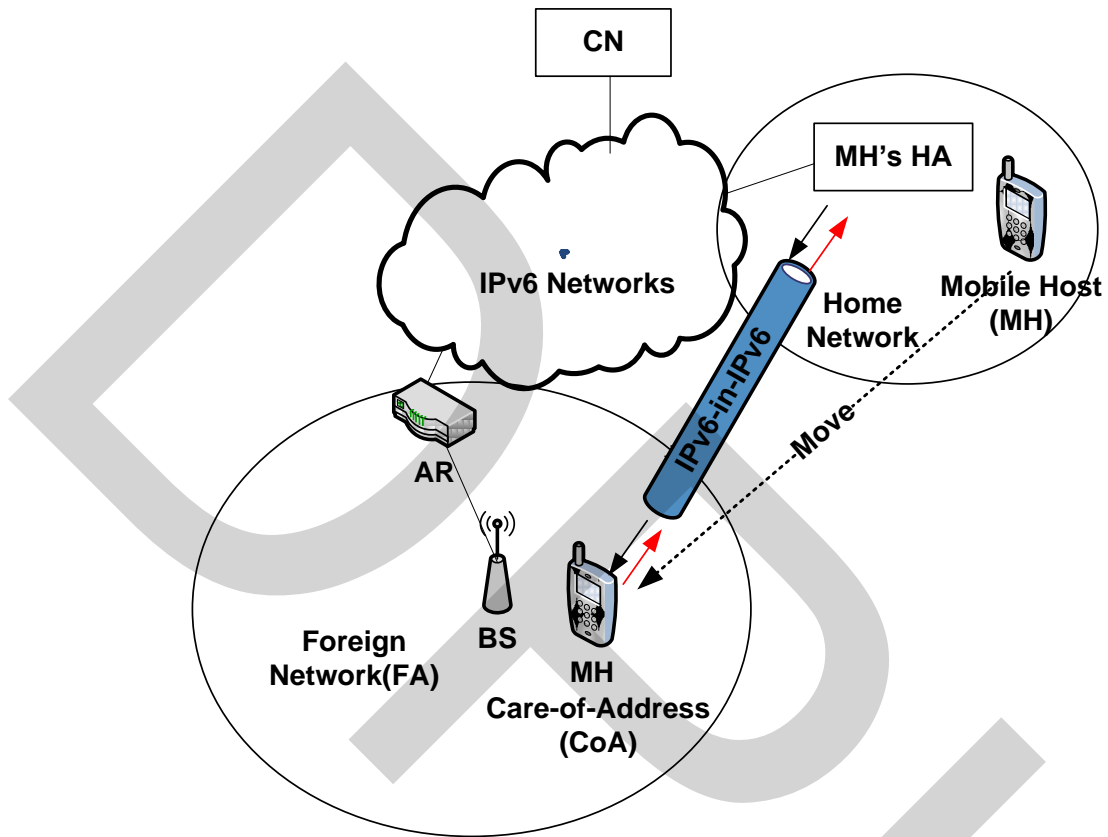 CN
MH's HA
IPv6 Networks
Home
Network
Mobile Host
(MH)
IPv6-in-IPv6
Move
AR
BS
Foreign
Network(FA)
MH
Care-of-Address
(CoA)